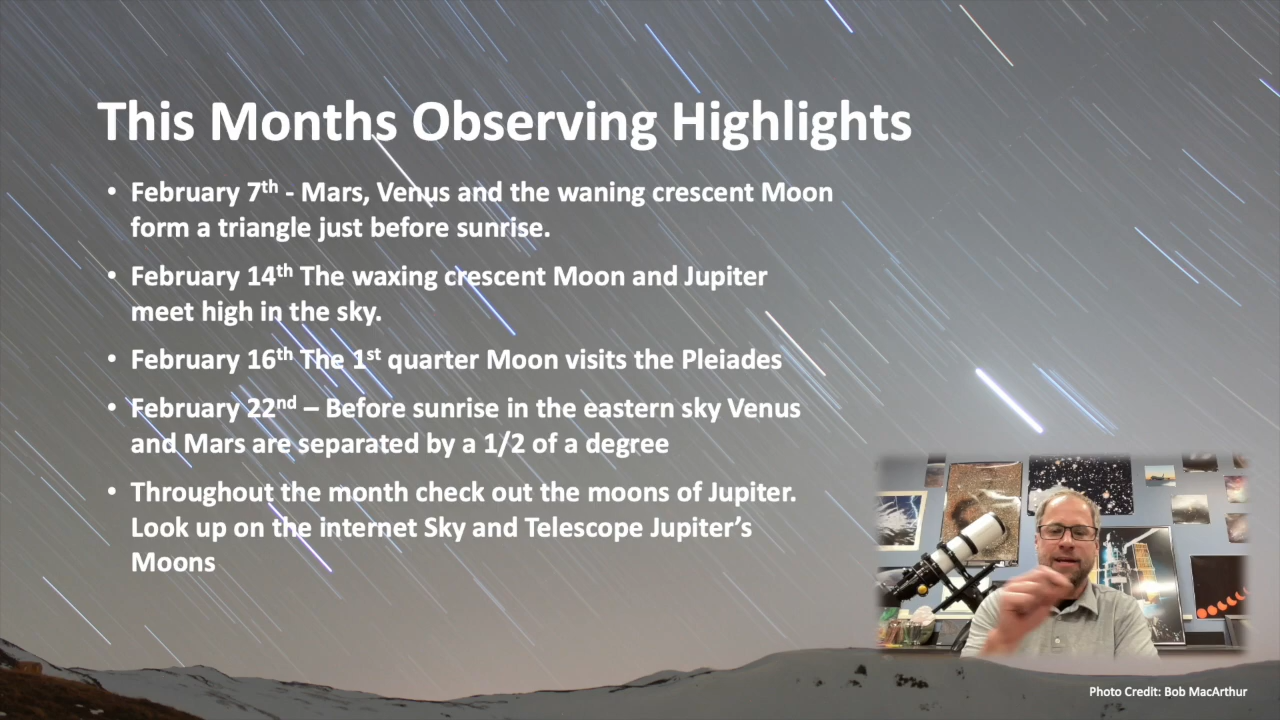 This Months Observing Highlights
• February 7th - Mars, Venus and the waning crescent Moon
form a triangle just before sunrise.
• February 14th The waxing crescent Moon and Jupiter
meet high in the sky.
• February 16th The 1st quarter Moon visits the Pleiades
• February 22nd – Before sunrise in the eastern sky Venus
and Mars are separated by a 1/2 of a degree
• Throughout the month check out the moons of Jupiter.
Look up on the internet Sky and Telescope Jupiter’s
Moons
Photo Credit: Bob MacArthur